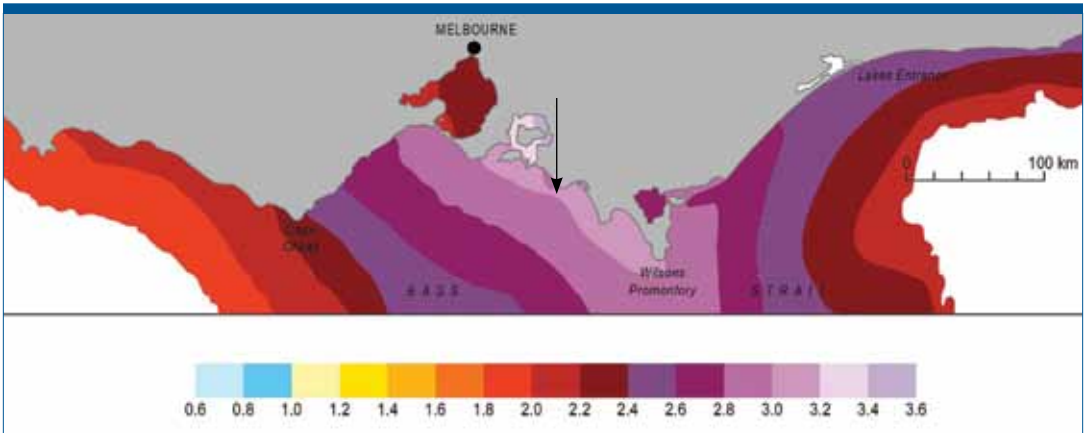 MELBOURNE
Lakes Entrance
0
100 km
Cape
Otway
Wilsons
Promontory
BASS
STRAIT
0.6 0.8 1.0 1.2 1.4 1.6 1.8 2.0 2.2 2.4 2.6 2.8 3.0 3.2 3.4 3.6